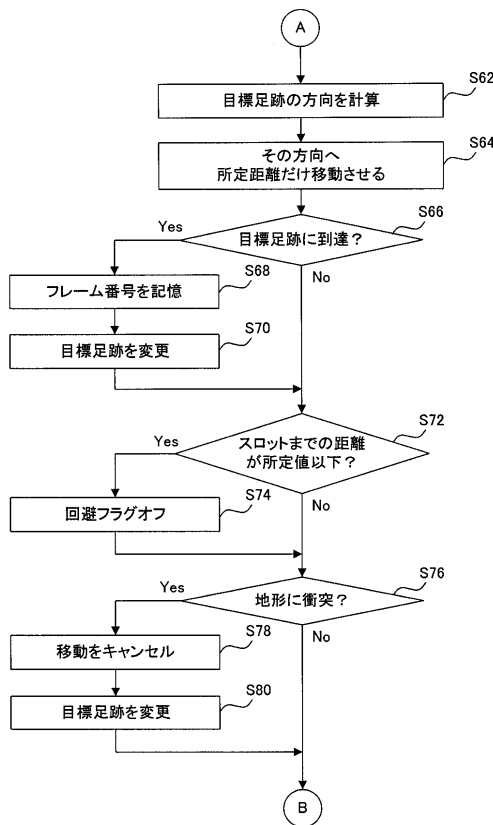 A
S62
目標足跡の方向を計算
S64
その方向へ
所定距離だけ移動させる
S66
Yes
目標足跡に到達？
No
S68
フレーム番号を記憶
S70
目標足跡を変更
S72
Yes
スロットまでの距離
が所定値以下？
No
S74
回避フラグオフ
S76
Yes
地形に衝突？
No
S78
移動をキャンセル
S80
目標足跡を変更
B